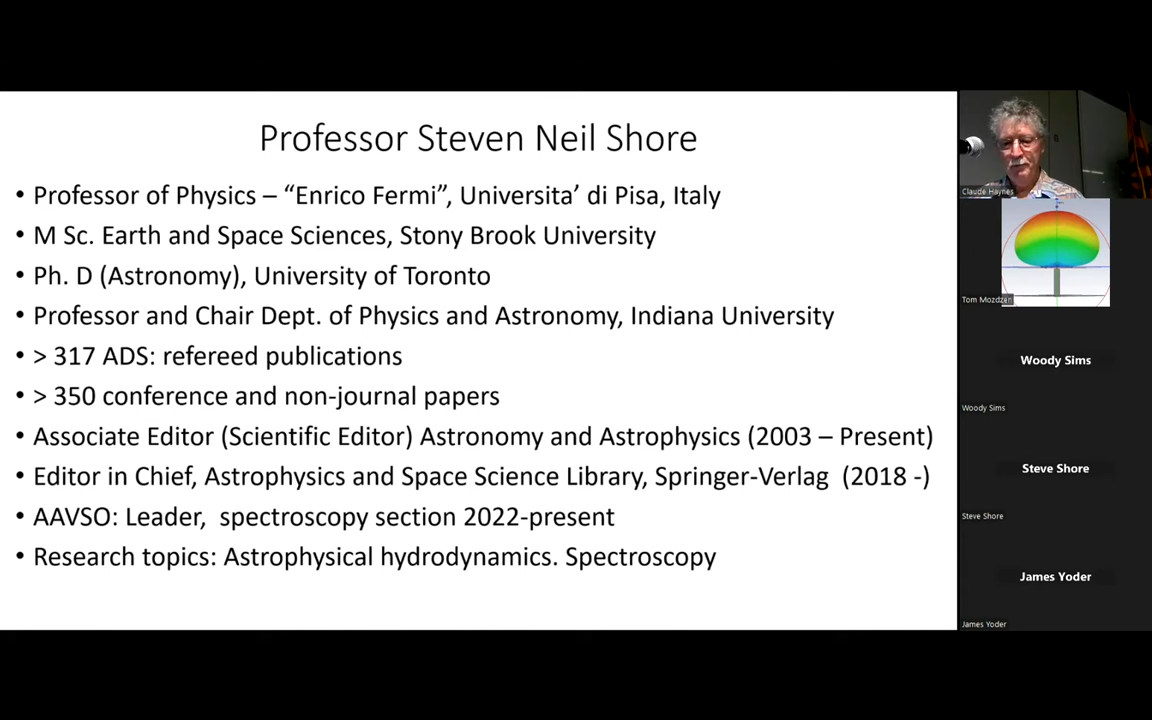 Professor Steven Neil Shore
• Professor of Physics – “Enrico Fermi”, Universita’ di Pisa, Italy
• M Sc. Earth and Space Sciences, Stony Brook University
• Ph. D (Astronomy), University of Toronto
• Professor and Chair Dept. of Physics and Astronomy, Indiana University
• > 317 ADS: refereed publications
• > 350 conference and non-journal papers
• Associate Editor (Scientific Editor) Astronomy and Astrophysics (2003 – Present)
• Editor in Chief, Astrophysics and Space Science Library, Springer-Verlag  (2018 -)
• AAVSO: Leader,  spectroscopy section 2022-present
• Research topics: Astrophysical hydrodynamics. Spectroscopy
Claude Haynes
Tom Mozdzen
Woody Sims
Woody Sims
Steve Shore
Steve Shore
James Yoder
James Yoder